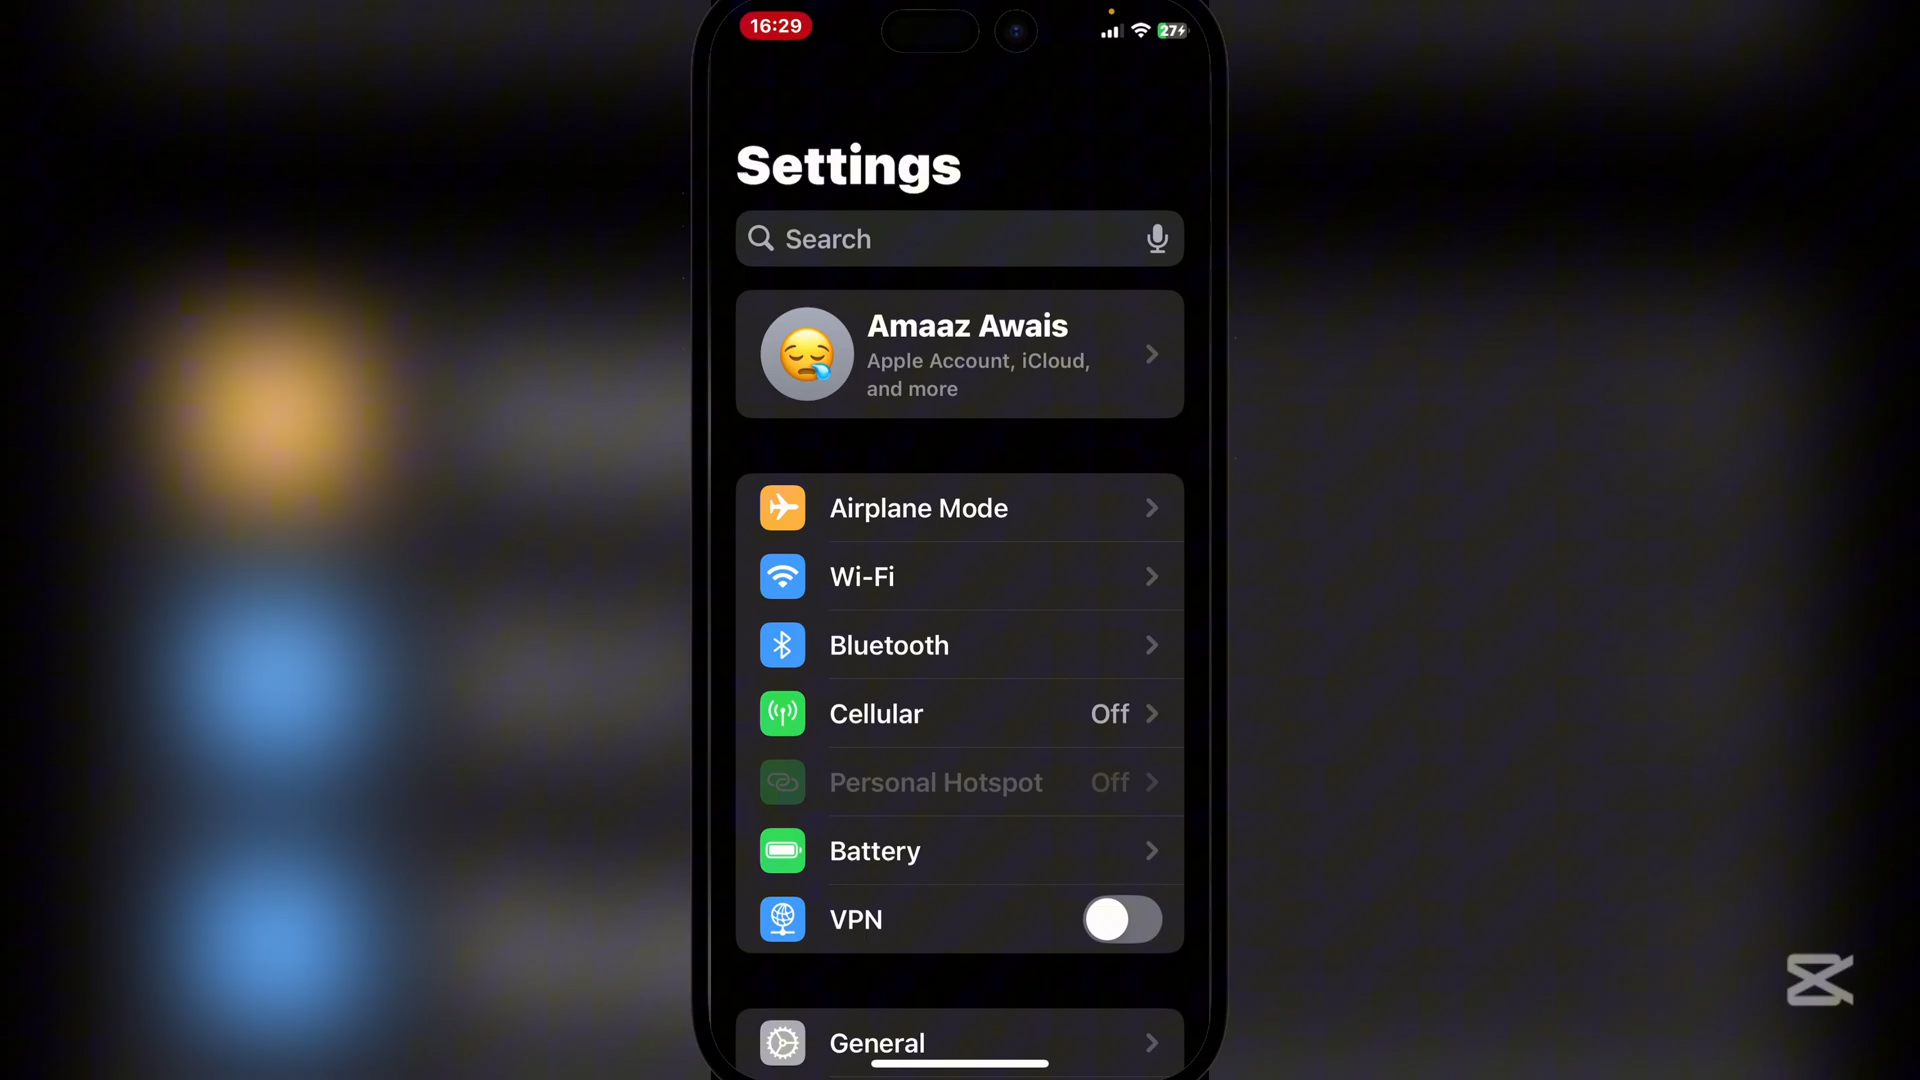 16:29
27
Settings
Search
Amaaz Awais
Apple Account, iCloud,
and more
Airplane Mode
Wi-Fi
Bluetooth
Cellular Off
Personal Hotspot Off
Battery
VPN
General